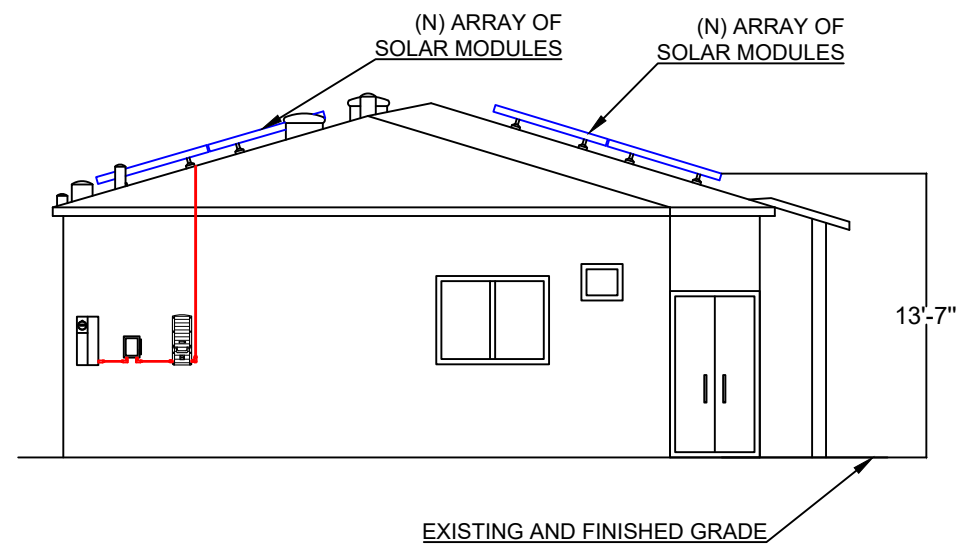 (N) ARRAY OF
SOLAR MODULES
(N) ARRAY OF
SOLAR MODULES
13'-7"
EXISTING AND FINISHED GRADE